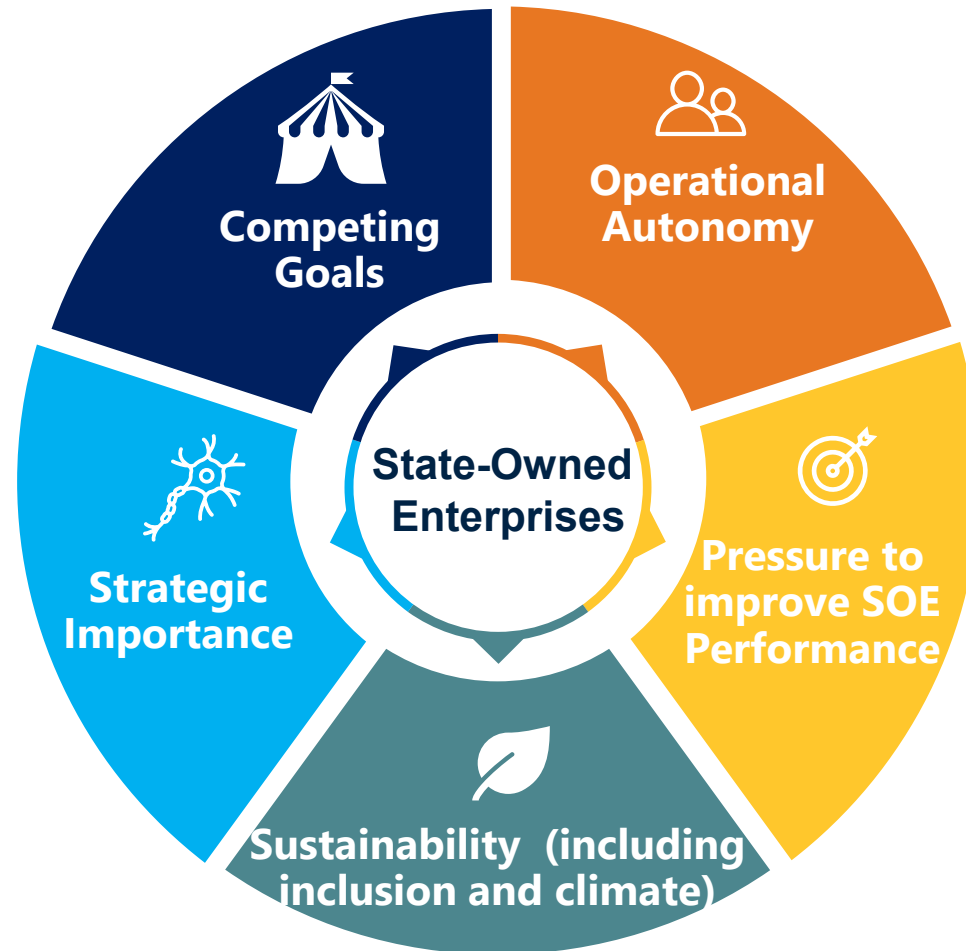 Competing
Goals
Operational
Autonomy
State-Owned
Enterprises
Strategic
Importance
Pressure to
improve SOE
Performance
Sustainability (including
inclusion and climate)